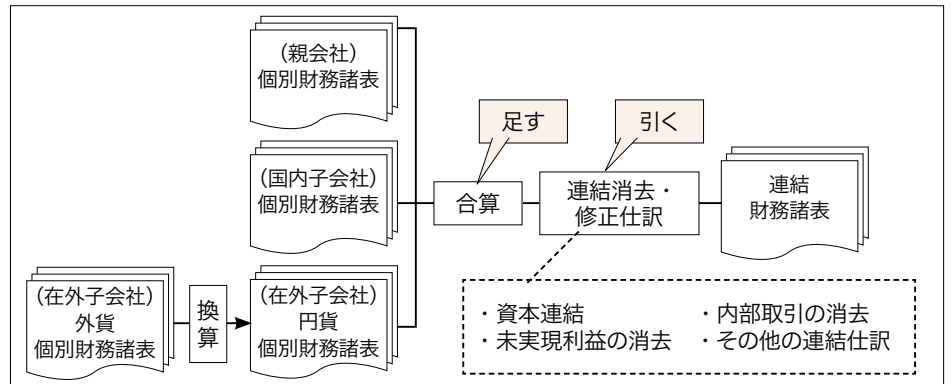 (親会社)
個別財務諸表
足す
引く
(国内子会社)
個別財務諸表
合算
連結消去・
修正仕訳
連結
財務諸表
(在外子会社)
外貨
個別財務諸表
換算
(在外子会社)
円貨
個別財務諸表
・資本連結
・内部取引の消去
・未実現利益の消去
・その他の連結仕訳